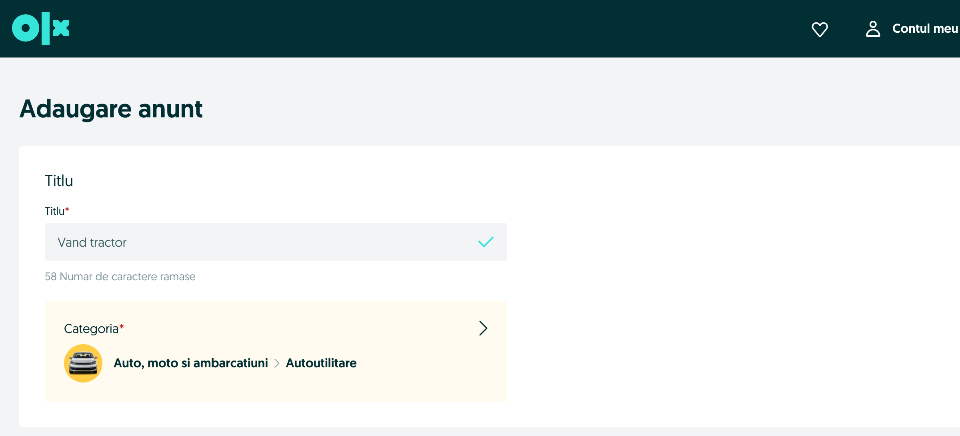 olx
Contul meu
Adaugare anunt
Titlu
Titlu*
Vand tractor
58 Numar de caractere ramase
Categoria*
Auto, moto si ambarcatiuni > Autoutilitare